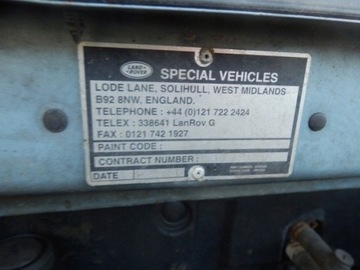 LAND
ROVER
SPECIAL VEHICLES
LODE LANE, SOLIHULL, WEST MIDLANDS
B92 8NW, ENGLAND.
TELEPHONE : +44 (0)121 722 2424
TELEX : 338641 LanRov G
FAX : 0121 742 1927
PAINT CODE :
CONTRACT NUMBER :
DATE